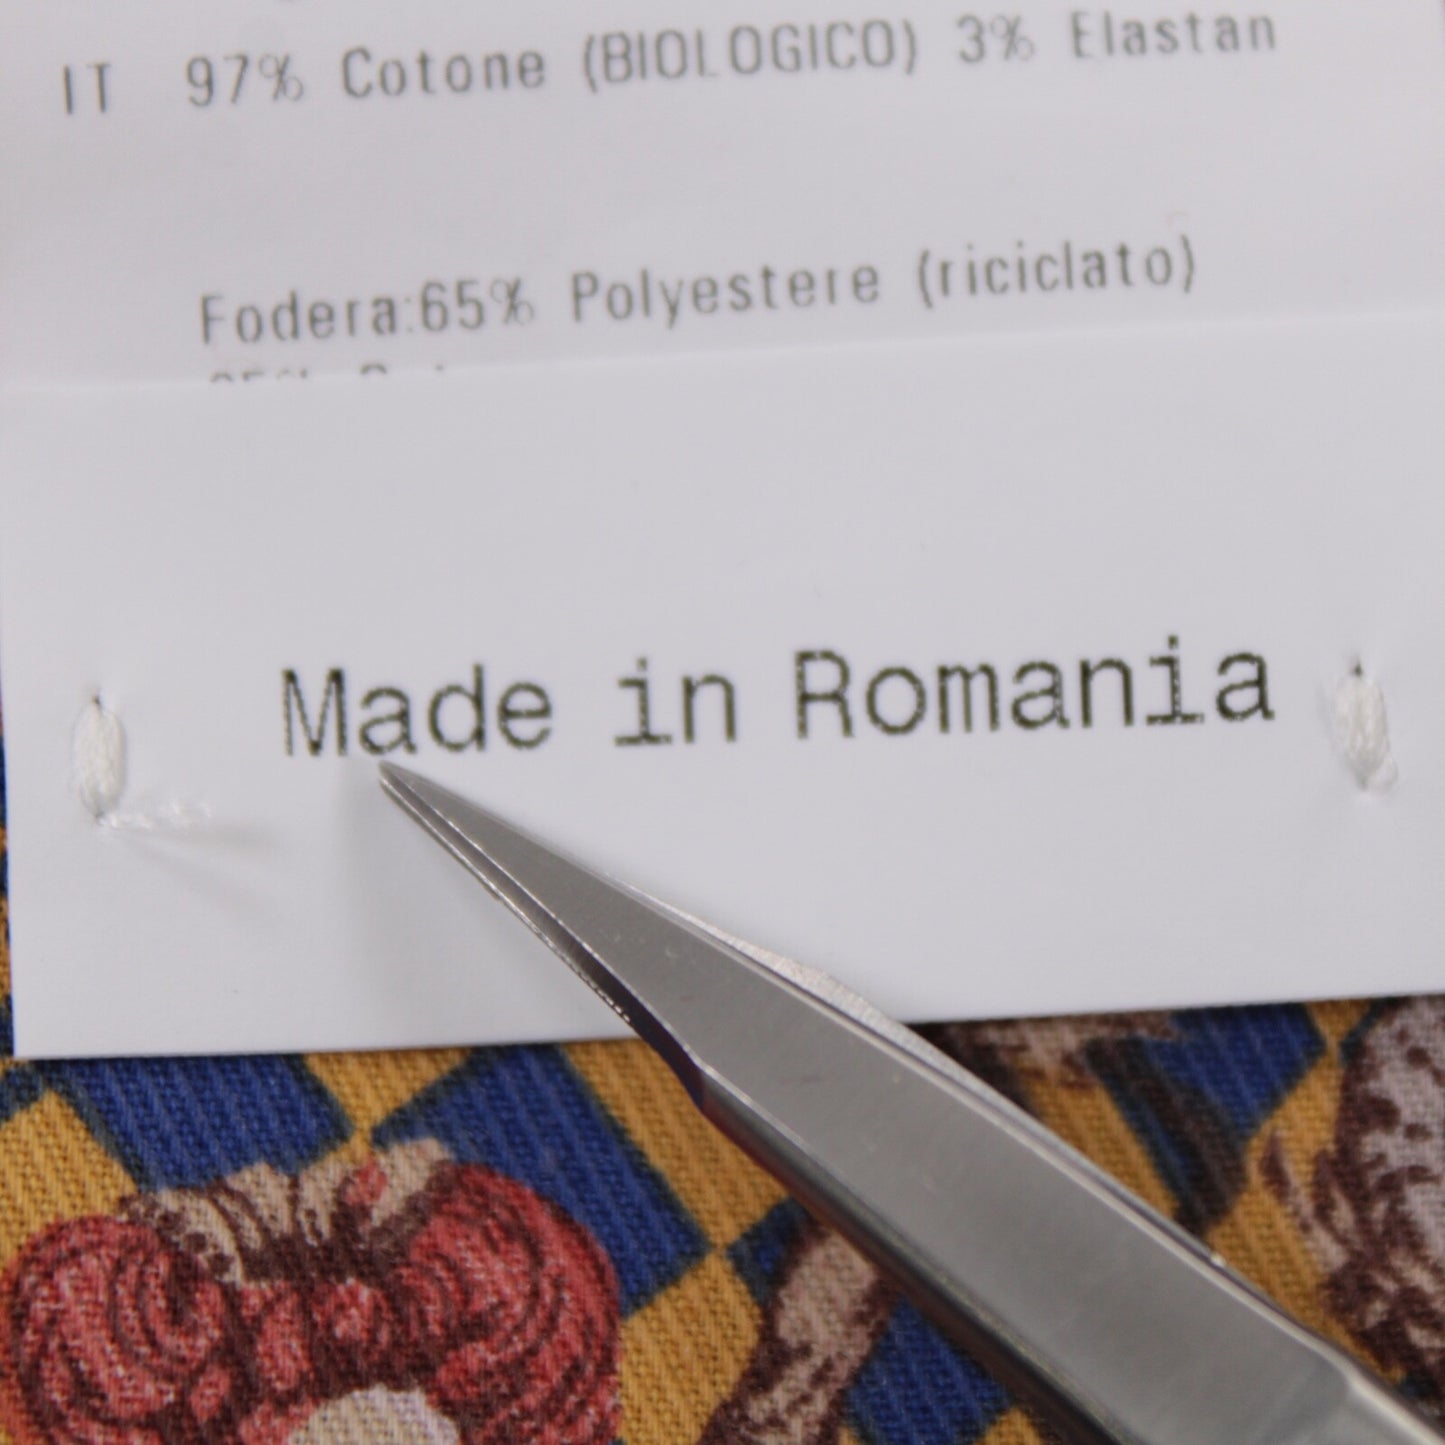 IT 97% Cotone (BIOLOGICO) 3% Elastan
Fodera:65% Polyestere (riciclato)
Made in Romania